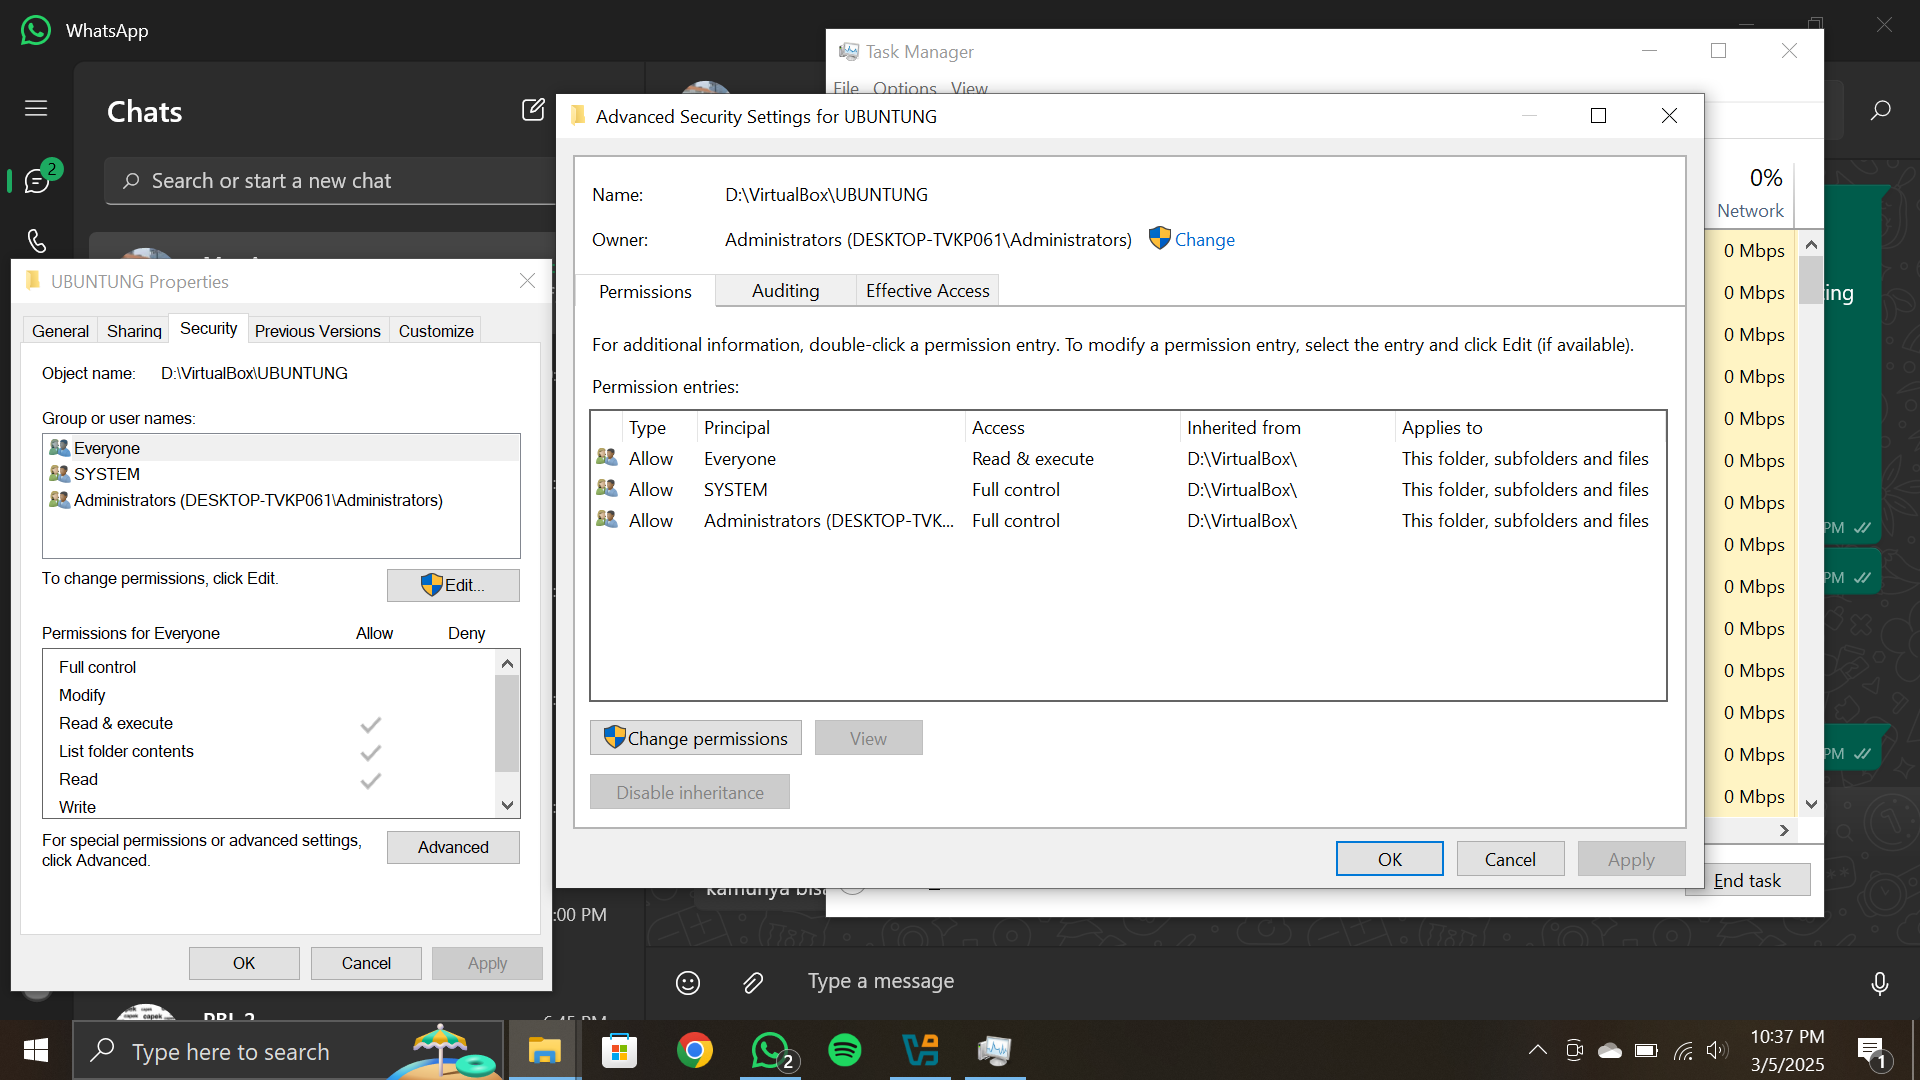 WhatsApp
Chats
2
Search or start a new chat
Task Manager
File Options View
0%
Network
0 Mbps
0 Mbps
0 Mbps
0 Mbps
0 Mbps
0 Mbps
0 Mbps
0 Mbps
0 Mbps
0 Mbps
0 Mbps
0 Mbps
0 Mbps
0 Mbps
End task
PM
PM
PM
Advanced Security Settings for UBUNTUNG
Name: D:\VirtualBox\UBUNTUNG
Owner: Administrators (DESKTOP-TVKP061\Administrators) Change
Permissions Auditing Effective Access
For additional information, double-click a permission entry. To modify a permission entry, select the entry and click Edit (if available).
Permission entries:
Type Principal Access Inherited from Applies to
Allow Everyone Read & execute D:\VirtualBox\ This folder, subfolders and files
Allow SYSTEM Full control D:\VirtualBox\ This folder, subfolders and files
Allow Administrators (DESKTOP-TVK... Full control D:\VirtualBox\ This folder, subfolders and files
Change permissions View
Disable inheritance
OK Cancel Apply
UBUNTUNG Properties
General Sharing Security Previous Versions Customize
Object name: D:\VirtualBox\UBUNTUNG
Group or user names:
Everyone
SYSTEM
Administrators (DESKTOP-TVKP061\Administrators)
To change permissions, click Edit. Edit...
Permissions for Everyone Allow Deny
Full control
Modify
Read & execute
List folder contents
Read
Write
For special permissions or advanced settings,
click Advanced. Advanced
OK Cancel Apply
:00 PM
kamunya
PBL 2
6:45 PM
Type a message
Type here to search
2
10:37 PM
3/5/2025
1